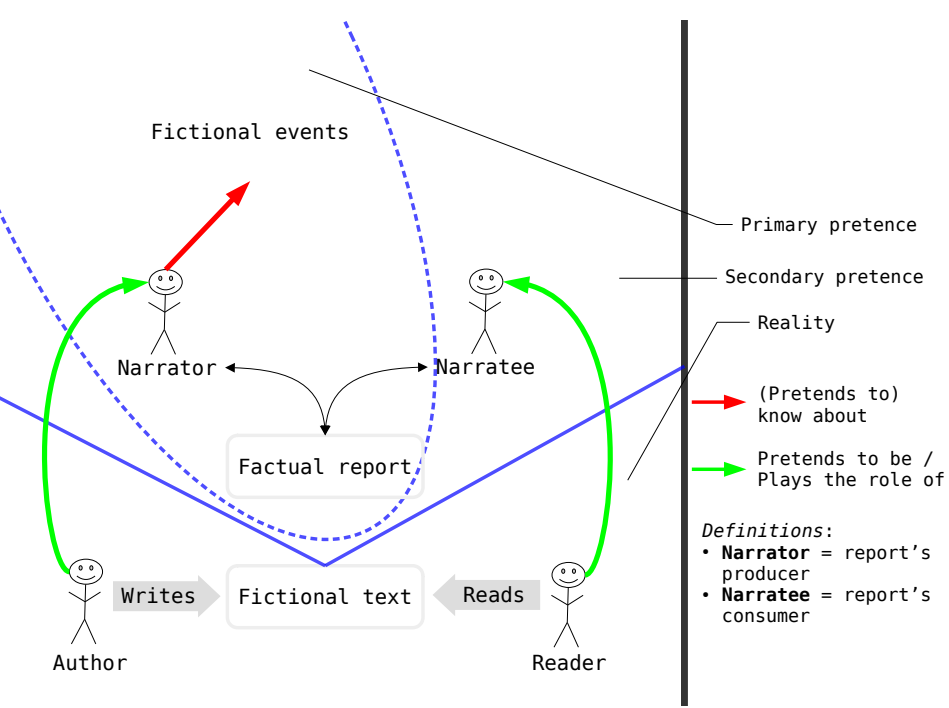 Fictional events
Primary pretence
Secondary pretence
Reality
Narrator
Narratee
(Pretends to)
know about
Factual report
Pretends to be /
Plays the role of
Definitions:
• Narrator = report’s
producer
• Narratee = report’s
consumer
Writes
Fictional text
Reads
Author
Reader